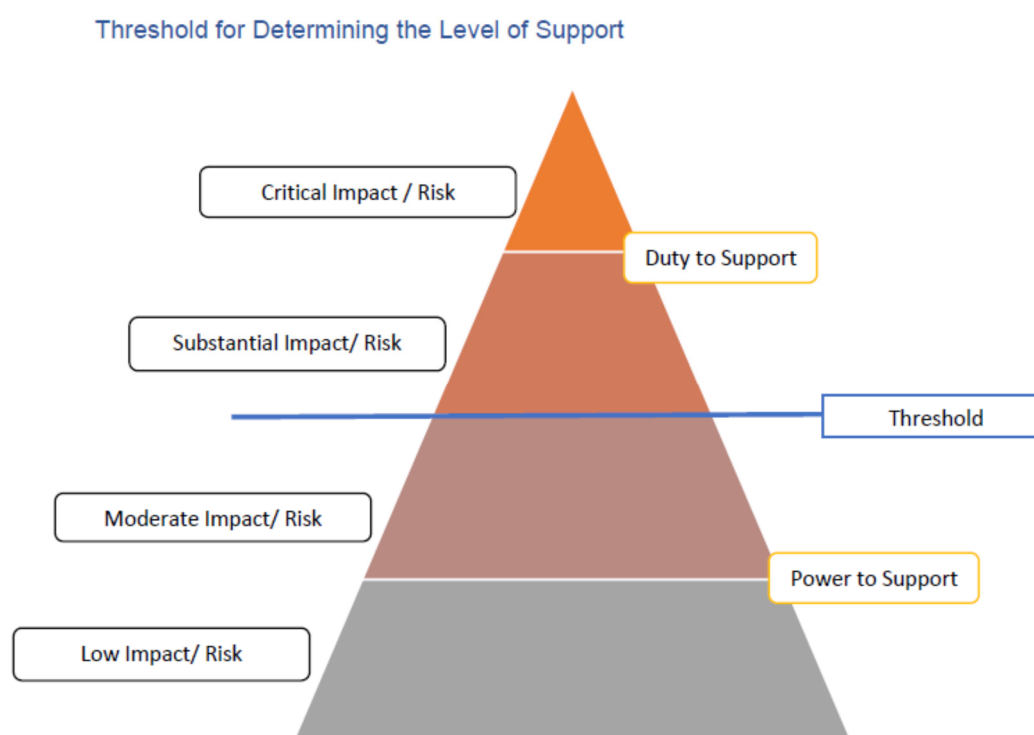 Threshold for Determining the Level of Support
Critical Impact / Risk
Duty to Support
Substantial Impact/ Risk
Threshold
Moderate Impact/ Risk
Power to Support
Low Impact/ Risk